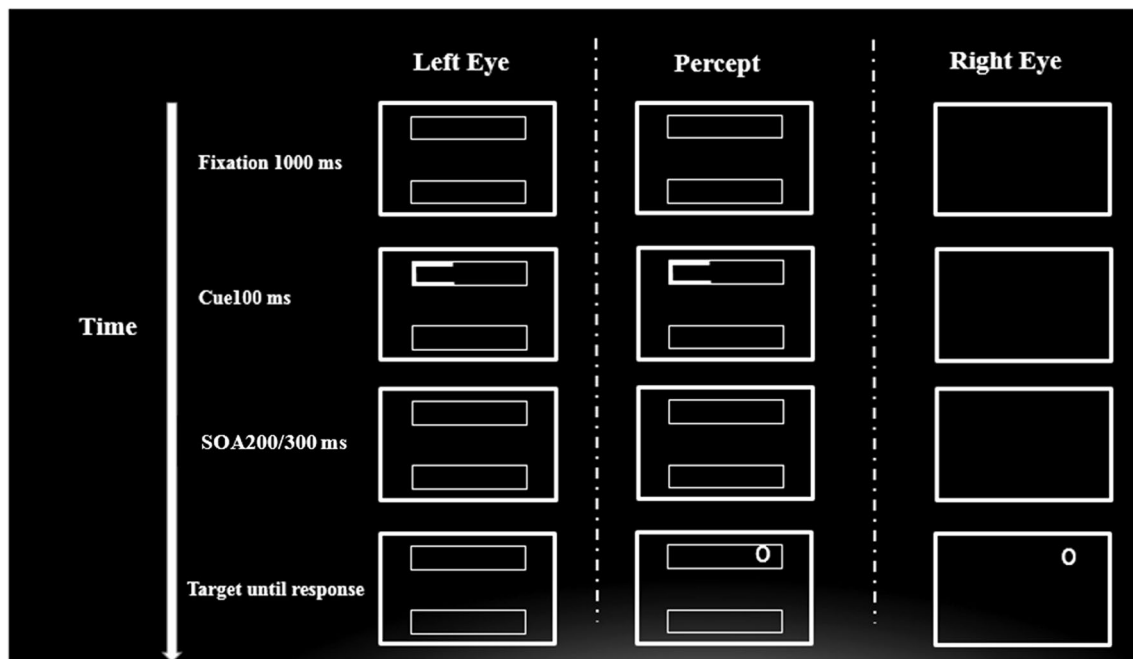 Left Eye
Percept
Right Eye
Fixation 1000 ms
Cue100 ms
Time
SOA200/300 ms
Target until response
O
O